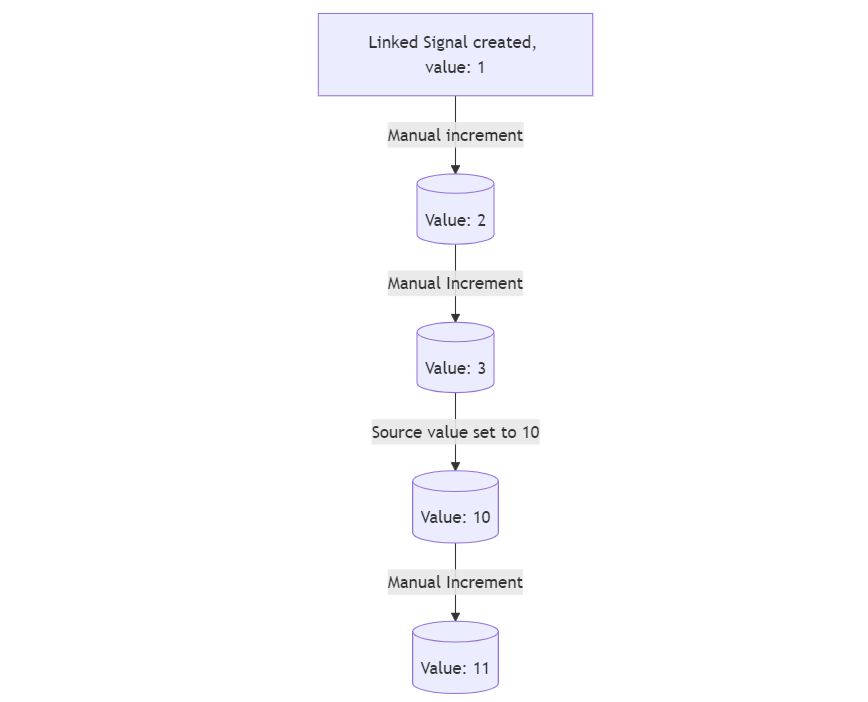 Linked Signal created,
value: 1
Manual increment
Value: 2
Manual Increment
Value: 3
Source value set to 10
Value: 10
Manual Increment
Value: 11